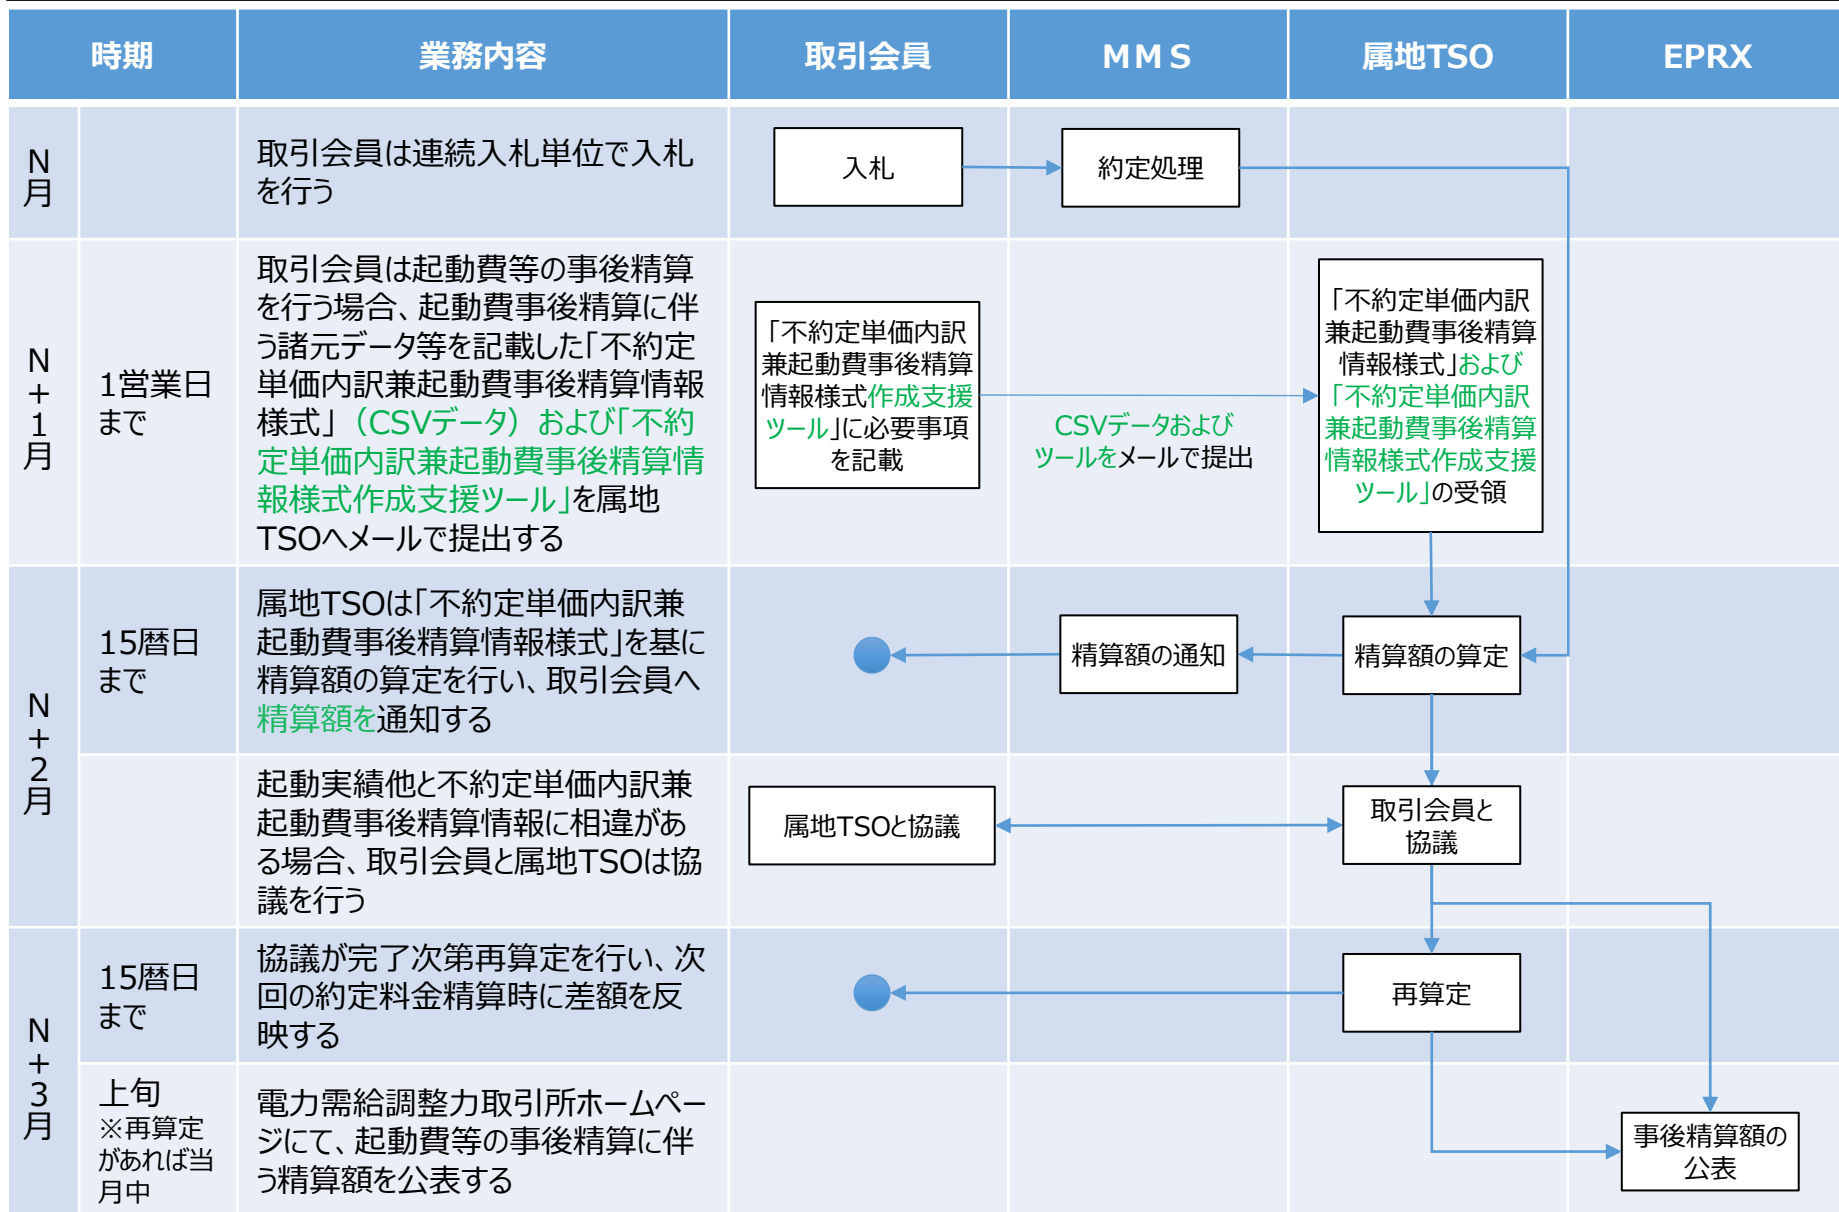 時期
業務内容
取引会員
MMS
属地TSO
EPRX
N月
取引会員は連続入札単位で入札
を行う
入札
約定処理
N＋1月
1営業日
まで
取引会員は起動費等の事後精算
を行う場合、起動費事後精算に伴
う諸元データ等を記載した「不約定
単価内訳兼起動費事後精算情報
様式」（CSVデータ）および「不約
定単価内訳兼起動費事後精算情
報様式作成支援ツール」を属地
TSOへメールで提出する
「不約定単価内訳
兼起動費事後精算
情報様式作成支援
ツール」に必要事項
を記載
CSVデータおよび
ツールをメールで提出
「不約定単価内訳
兼起動費事後精算
情報様式」および
「不約定単価内訳
兼起動費事後精算
情報様式作成支援
ツール」の受領
N＋2月
15暦日
まで
属地TSOは「不約定単価内訳兼
起動費事後精算情報様式」を基に
精算額の算定を行い、取引会員へ
精算額を通知する
精算額の通知
精算額の算定
起動実績他と不約定単価内訳兼
起動費事後精算情報に相違があ
る場合、取引会員と属地TSOは協
議を行う
属地TSOと協議
取引会員と
協議
N＋3月
15暦日
まで
協議が完了次第再算定を行い、次
回の約定料金精算時に差額を反
映する
再算定
上旬
※再算定
があれば当
月中
電力需給調整力取引所ホームペー
ジにて、起動費等の事後精算に伴
う精算額を公表する
事後精算額の
公表